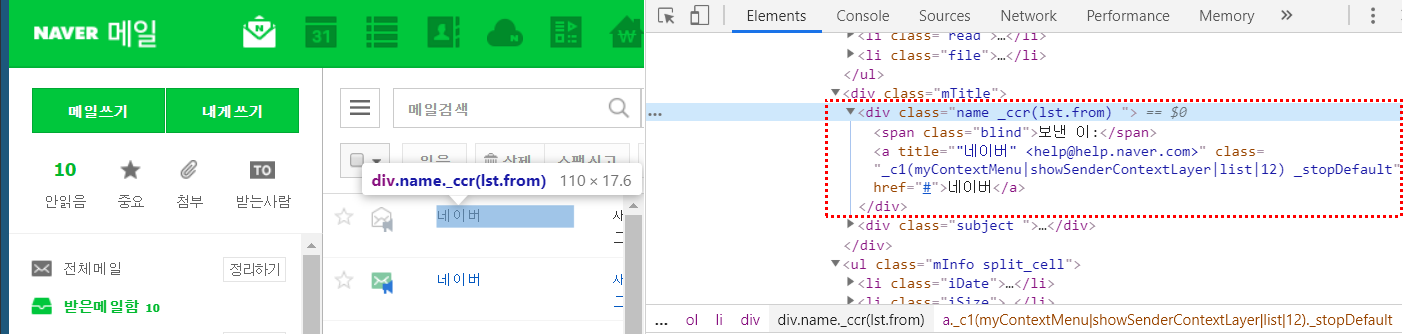 NAVER 메일
31
N
₩
메일쓰기
내게쓰기
10
TO
안읽음
중요
첨부
받는사람
전체메일
정리하기
받은메일함 10
메일검색
읽음
삭제
스팸신고
div.name._ccr(lst.from) 110 × 17.6
네이버
새
네이버
새
Elements
Console
Sources
Network
Performance
Memory
»
<li class="read">…</li>
<li class="file">…</li>
</ul>
<div class="mTitle">
… <div class="name _ccr(lst.from) "> == $0
<span class="blind">보낸 이:</span>
<a title=""네이버" <help@help.naver.com>" class=
"_c1(myContextMenu|showSenderContextLayer|list|12) _stopDefault"
href="#">네이버</a>
</div>
<div class="subject ">…</div>
</div>
<ul class="mInfo split_cell">
<li class="iDate">…</li>
<li class="iSize">…</li>
… ol li div div.name._ccr(lst.from) a._c1(myContextMenu|showSenderContextLayer|list|12)._stopDefault